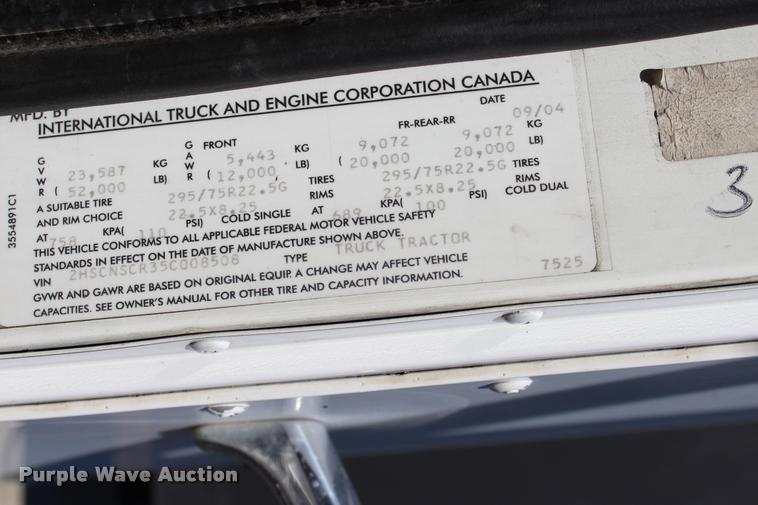 MFD. BY
INTERNATIONAL TRUCK AND ENGINE CORPORATION CANADA
DATE 09/04
G V W R 23,587 KG ( 52,000 LB)
G A W R FRONT 5,443 KG ( 12,000, LB)
FR-REAR-RR 9,072 9,072 KG ( 20,000 20,000 LB)
A SUITABLE TIRE 295/75R22.5G TIRES 295/75R22.5G TIRES
AND RIM CHOICE 22.5X8.25 RIMS 22.5X8.25 RIMS
AT 758 KPA( 110 PSI) COLD SINGLE AT 689 KPA( 100 PSI) COLD DUAL
THIS VEHICLE CONFORMS TO ALL APPLICABLE FEDERAL MOTOR VEHICLE SAFETY
STANDARDS IN EFFECT ON THE DATE OF MANUFACTURE SHOWN ABOVE.
VIN 2HSCNSCR35C008508 TYPE TRUCK TRACTOR
GVWR AND GAWR ARE BASED ON ORIGINAL EQUIP. A CHANGE MAY AFFECT VEHICLE
CAPACITIES. SEE OWNER'S MANUAL FOR OTHER TIRE AND CAPACITY INFORMATION.
7525
3554891C1
3
Purple Wave Auction